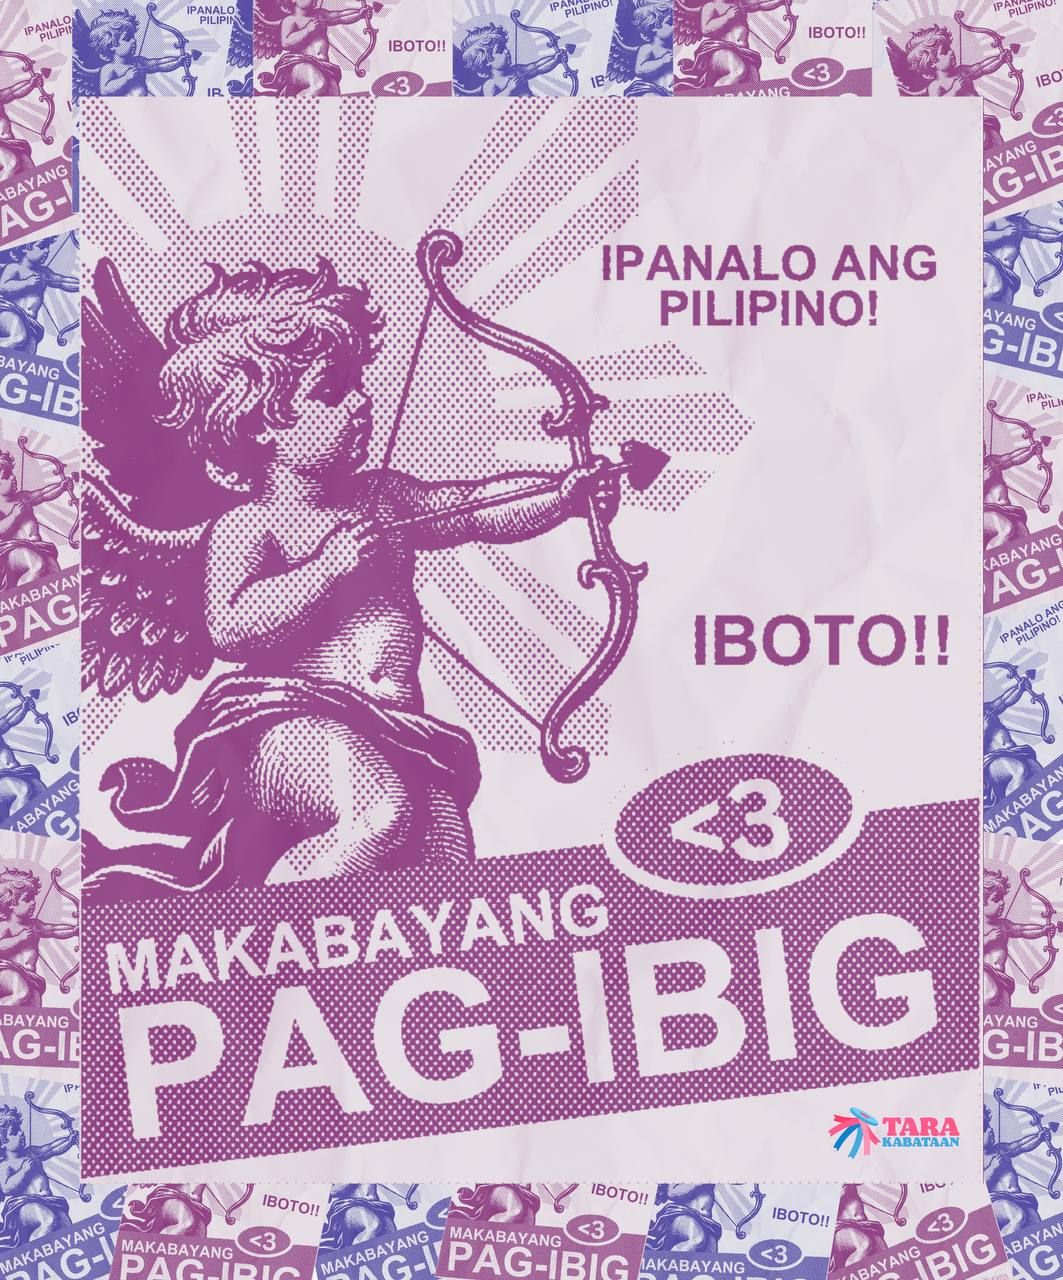 IPANALO ANG
PILIPINO!
IBOTO!!
<3
MAKABAYANG
PAG-IBIG
TARA
KABATAAN